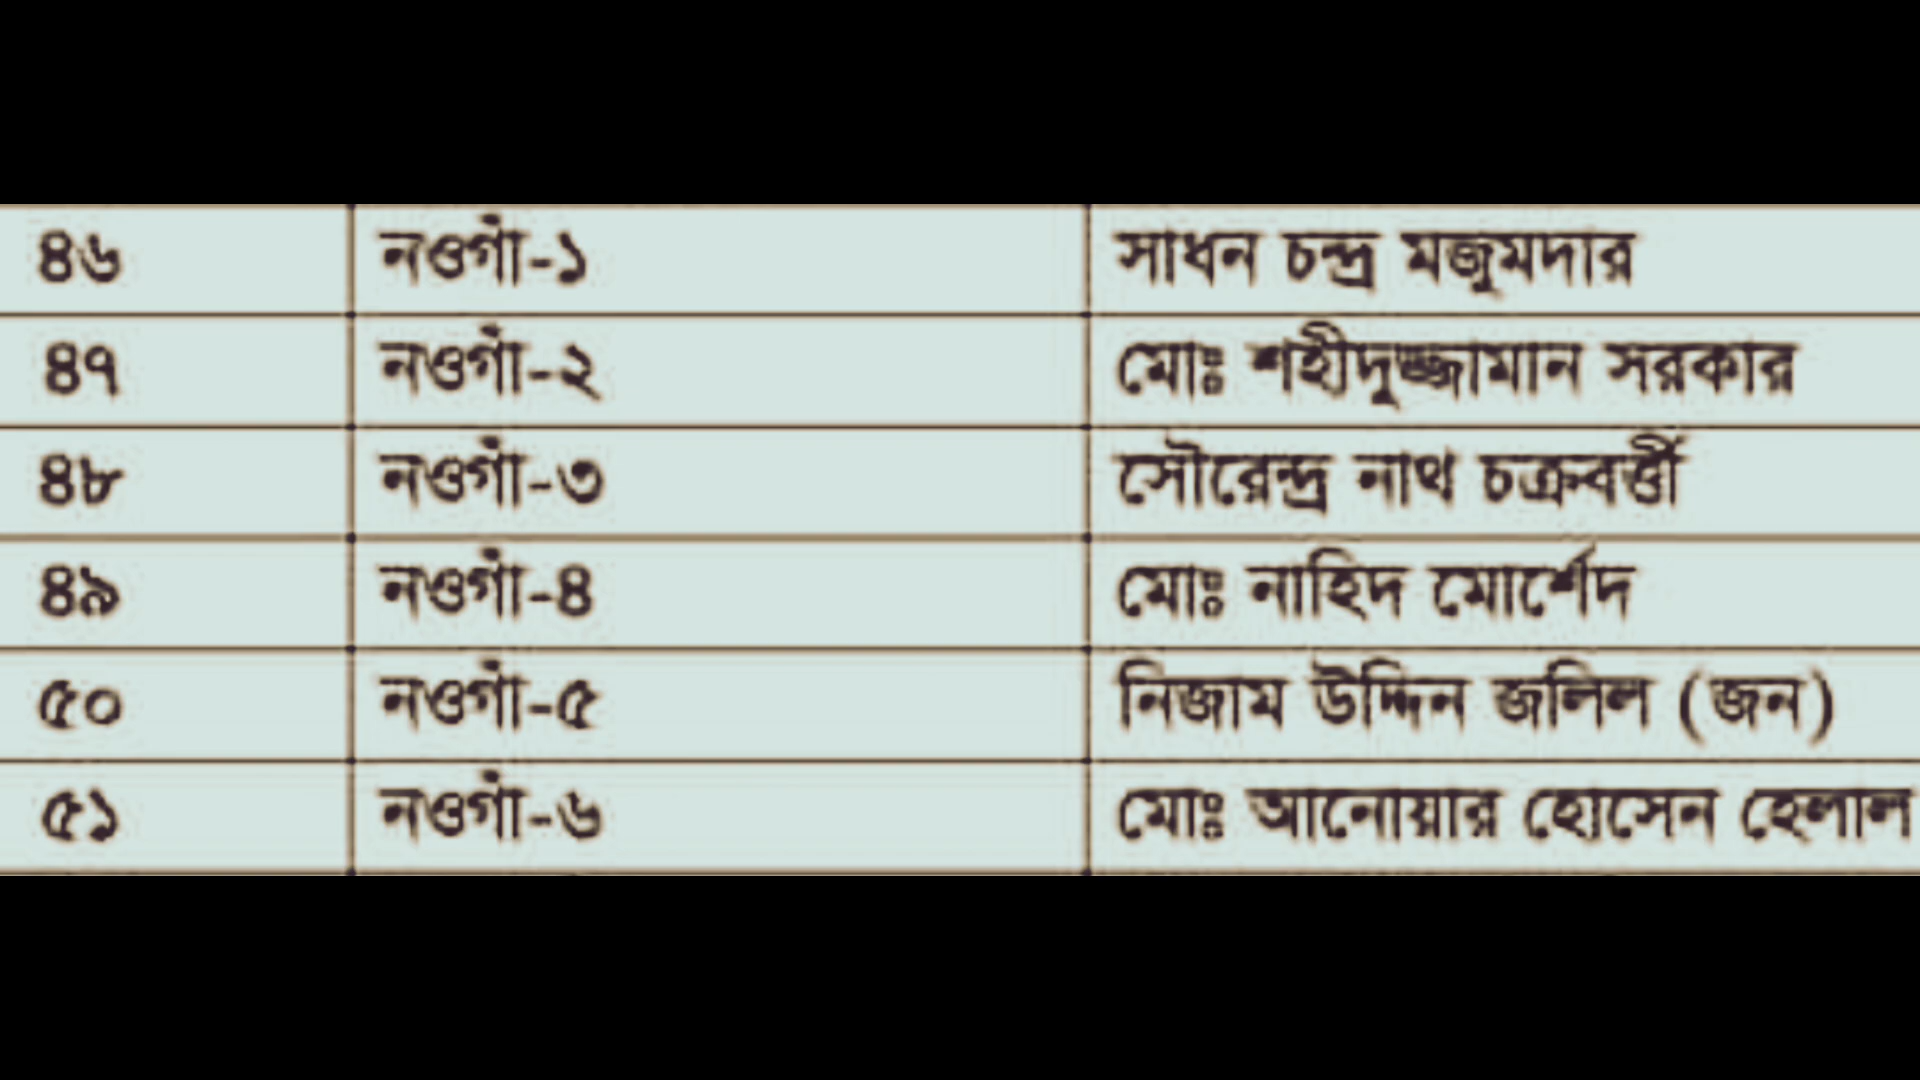 ৪৬ নওগাঁ-১ সাধন চন্দ্র মজুমদার
৪৭ নওগাঁ-২ মোঃ শহীদুজ্জামান সরকার
৪৮ নওগাঁ-৩ সৌরেন্দ্র নাথ চক্রবর্ত্তী
৪৯ নওগাঁ-৪ মোঃ নাহিদ মোর্শেদ
৫০ নওগাঁ-৫ নিজাম উদ্দিন জলিল (জন)
৫১ নওগাঁ-৬ মোঃ আনোয়ার হোসেন হেলাল